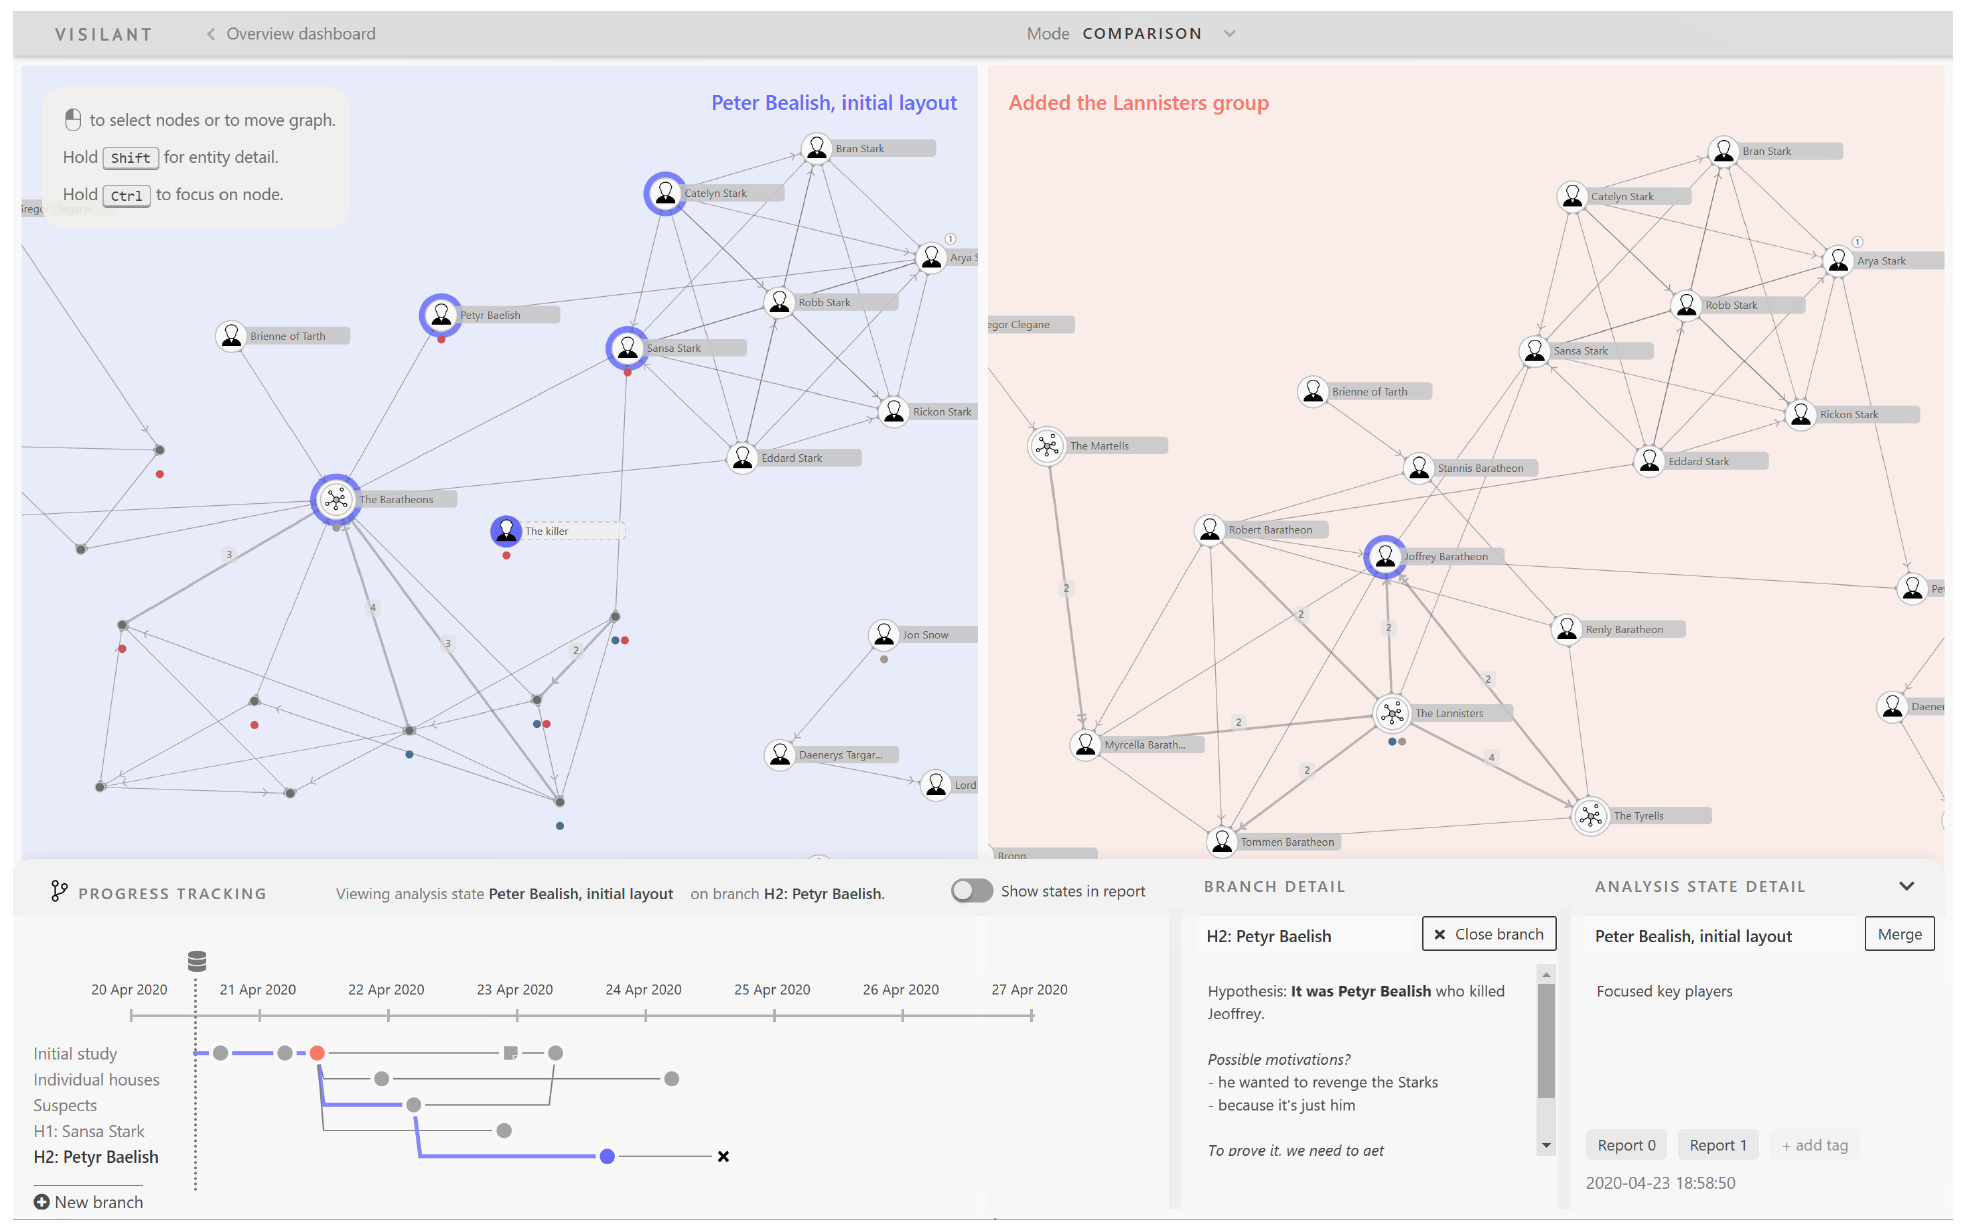 VISILANT
Overview dashboard
Mode COMPARISON
to select nodes or to move graph.
Hold Shift for entity detail.
Hold Ctrl to focus on node.
Gregor Clegane
Peter Bealish, initial layout
Bran Stark
Catelyn Stark
1
Arya S
Robb Stark
Petyr Baelish
Brienne of Tarth
Sansa Stark
Rickon Stark
Eddard Stark
The Baratheons
The killer
3
4
3
2
Jon Snow
Daenerys Targar...
Lord
Added the Lannisters group
Bran Stark
Catelyn Stark
1
Arya Stark
Robb Stark
egor Clegane
Sansa Stark
Brienne of Tarth
Rickon Stark
The Martells
Stannis Baratheon
Eddard Stark
Robert Baratheon
Joffrey Baratheon
2
Pet
2
2
Renly Baratheon
2
The Lannisters
2
Daener
Myrcella Barath...
4
2
The Tyrells
Tommen Baratheon
Bronn
PROGRESS TRACKING
Viewing analysis state Peter Bealish, initial layout on branch H2: Petyr Baelish.
Show states in report
20 Apr 2020
21 Apr 2020
22 Apr 2020
23 Apr 2020
24 Apr 2020
25 Apr 2020
26 Apr 2020
27 Apr 2020
Initial study
Individual houses
Suspects
H1: Sansa Stark
H2: Petyr Baelish
New branch
BRANCH DETAIL
H2: Petyr Baelish
Close branch
Hypothesis: It was Petyr Bealish who killed
Jeoffrey.
Possible motivations?
- he wanted to revenge the Starks
- because it's just him
To prove it, we need to get
ANALYSIS STATE DETAIL
Peter Bealish, initial layout
Merge
Focused key players
Report 0
Report 1
+ add tag
2020-04-23 18:58:50